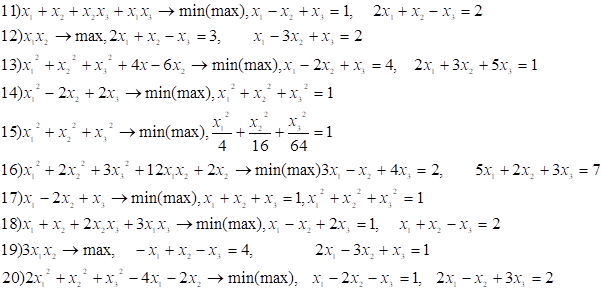 11)x₁ + x₂ + x₂x₃ + x₁x₃ → min(max), x₁ − x₂ + x₃ = 1, 2x₁ + x₂ − x₃ = 2
12)x₁x₂ → max, 2x₁ + x₂ − x₃ = 3, x₁ − 3x₂ + x₃ = 2
13)x₁² + x₂² + x₃² + 4x − 6x₂ → min(max), x₁ − 2x₂ + x₃ = 4, 2x₁ + 3x₂ + 5x₃ = 1
14)x₁² − 2x₂ + 2x₃ → min(max), x₁² + x₂² + x₃² = 1
15)x₁² + x₂² + x₃² → min(max), x₁²/4 + x₂²/16 + x₃²/64 = 1
16)x₁² + 2x₂² + 3x₃² + 12x₁x₂ + 2x₂ → min(max)3x₁ − x₂ + 4x₃ = 2, 5x₁ + 2x₂ + 3x₃ = 7
17)x₁ − 2x₂ + x₃ → min(max), x₁ + x₂ + x₃ = 1, x₁² + x₂² + x₃² = 1
18)x₁ + x₂ + 2x₂x₃ + 3x₁x₃ → min(max), x₁ − x₂ + 2x₃ = 1, x₁ + x₂ − x₃ = 2
19)3x₁x₂ → max, −x₁ + x₂ − x₃ = 4, 2x₁ − 3x₂ + x₃ = 1
20)2x₁² + x₂² + x₃² − 4x₁ − 2x₂ → min(max), x₁ − 2x₂ − x₃ = 1, 2x₁ − x₂ + 3x₃ = 2